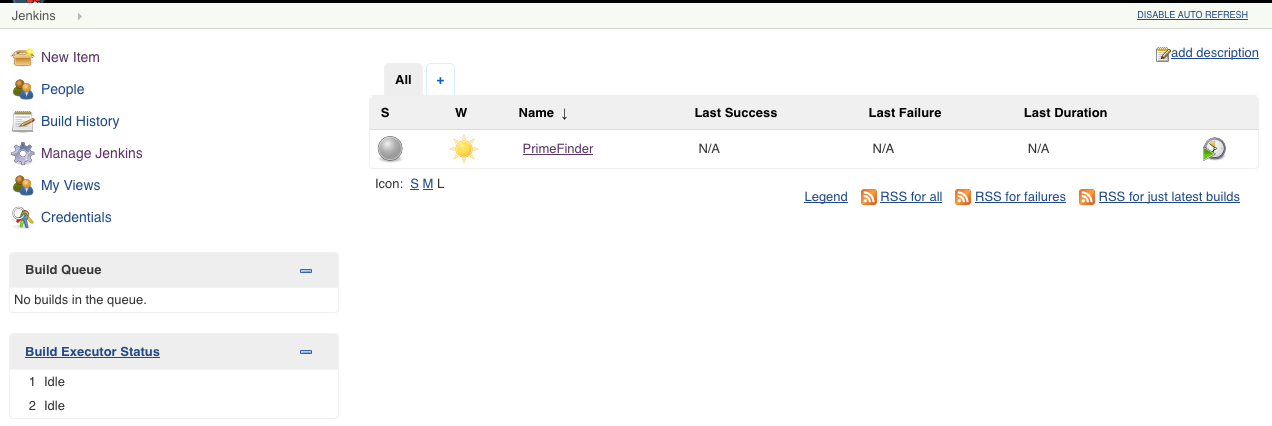 Jenkins
DISABLE AUTO REFRESH
New Item
People
Build History
Manage Jenkins
My Views
Credentials
Build Queue
No builds in the queue.
Build Executor Status
1 Idle
2 Idle
add description
All +
S W Name ↓ Last Success Last Failure Last Duration
PrimeFinder N/A N/A N/A
Icon: S M L
Legend RSS for all RSS for failures RSS for just latest builds